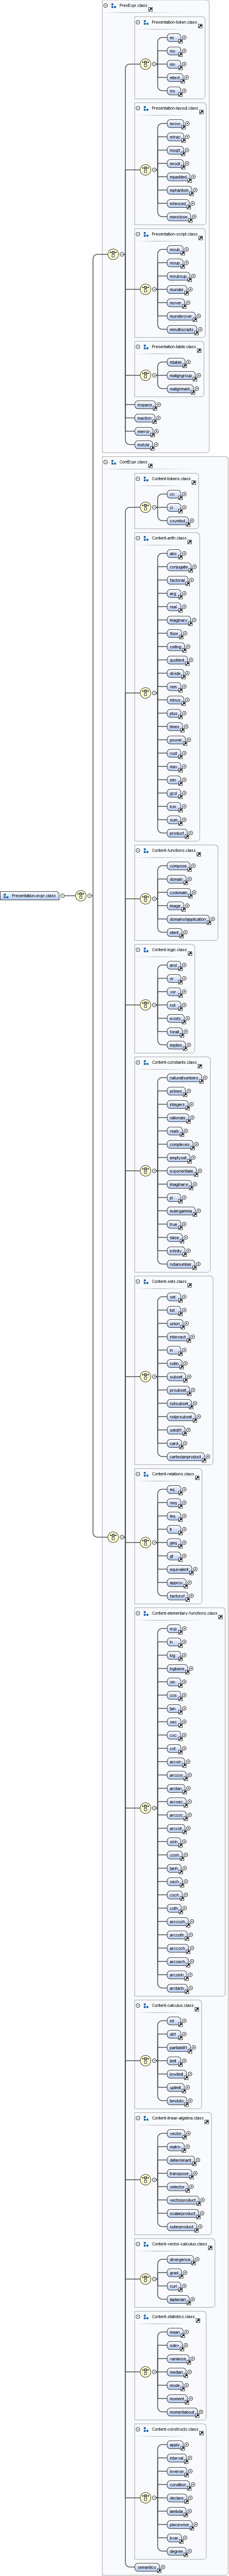 PresExpr.class
Presentation-token.class
mi
mo
mn
mtext
ms
Presentation-layout.class
mrow
mfrac
msqrt
mroot
mpadded
mphantom
mfenced
menclose
Presentation-script.class
msub
msup
msubsup
munder
mover
munderover
mmultiscripts
Presentation-table.class
mtable
maligngroup
malignmark
mspace
maction
merror
mstyle
ContExpr.class
Content-tokens.class
cn
ci
csymbol
Content-arith.class
abs
conjugate
factorial
arg
real
imaginary
floor
ceiling
quotient
divide
rem
minus
plus
times
power
root
max
min
gcd
lcm
sum
product
Content-functions.class
compose
domain
codomain
image
domainofapplication
ident
Presentation-expr.class
Content-logic.class
and
or
xor
not
exists
forall
implies
Content-constants.class
naturalnumbers
primes
integers
rationals
reals
complexes
emptyset
exponentiale
imaginaryi
pi
eulergamma
true
false
infinity
notanumber
Content-sets.class
set
list
union
intersect
in
notin
subset
prsubset
notsubset
notprsubset
setdiff
card
cartesianproduct
Content-relations.class
eq
neq
leq
lt
geq
gt
equivalent
approx
factorof
Content-elementary-functions.class
exp
ln
log
logbase
sin
cos
tan
sec
csc
cot
arcsin
arccos
arctan
arcsec
arccsc
arccot
sinh
cosh
tanh
sech
csch
coth
arccosh
arccoth
arccsch
arcsech
arcsinh
arctanh
Content-calculus.class
int
diff
partialdiff
limit
lowlimit
uplimit
tendsto
Content-linear-algebra.class
vector
matrix
determinant
transpose
selector
vectorproduct
scalarproduct
outerproduct
Content-vector-calculus.class
divergence
grad
curl
laplacian
Content-statistics.class
mean
sdev
variance
median
mode
moment
momentabout
Content-constructs.class
apply
interval
inverse
condition
declare
lambda
piecewise
bvar
degree
semantics